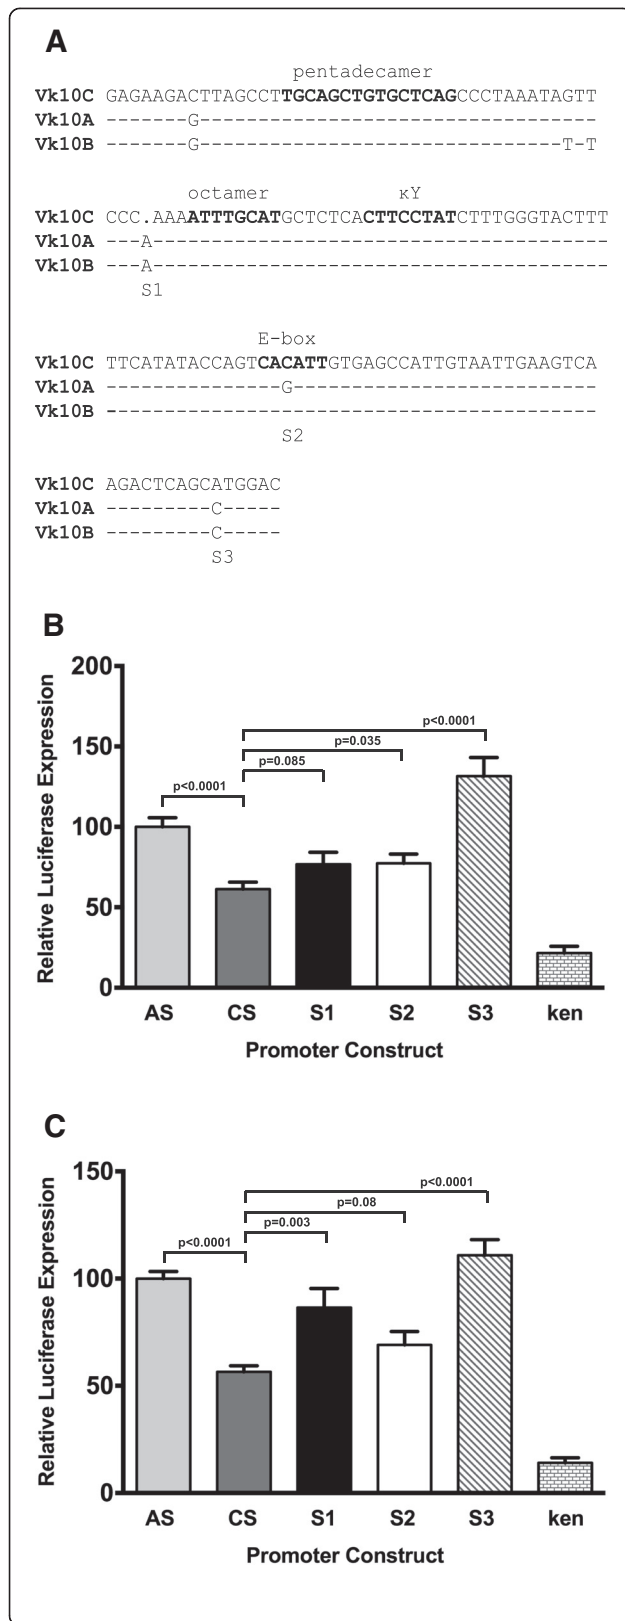 A
pentadecamer
Vk10C GAGAAGACTTAGCCTTGCAGCTGTGCTCAGCCCTAAATAGTT
Vk10A -------G----------------------------------
Vk10B -------G-------------------------------T-T
octamer κY
Vk10C CCC.AAAATTTGCATGCTCTCACTTCCTATCTTTGGGTACTTT
Vk10A ---A---------------------------------------
Vk10B ---A---------------------------------------
S1
E-box
Vk10C TTCATATACCAGTCACATTGTGAGCCATTGTAATTGAAGTCA
Vk10A ---------------G--------------------------
Vk10B ------------------------------------------
S2
Vk10C AGACTCAGCATGGAC
Vk10A ---------C-----
Vk10B ---------C-----
S3
B
Relative Luciferase Expression
200
150
100
50
0
p<0.0001
p=0.035
p=0.085
p<0.0001
AS CS S1 S2 S3 ken
Promoter Construct
C
Relative Luciferase Expression
150
100
50
0
p<0.0001
p=0.08
p=0.003
p<0.0001
AS CS S1 S2 S3 ken
Promoter Construct